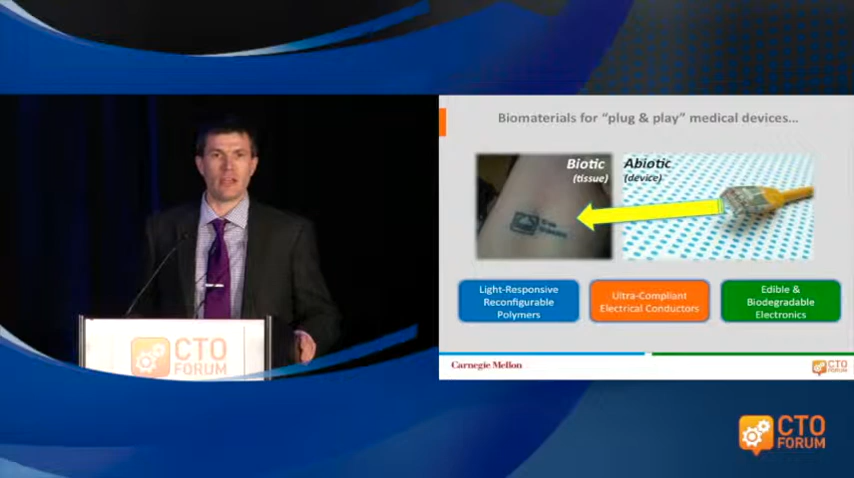 Biomaterials for “plug & play” medical devices...
Biotic
(tissue)
Abiotic
(device)
Light-Responsive
Reconfigurable
Polymers
Ultra-Compliant
Electrical Conductors
Edible &
Biodegradable
Electronics
Carnegie Mellon
CTO
FORUM
CTO
FORUM
CTO
FORUM